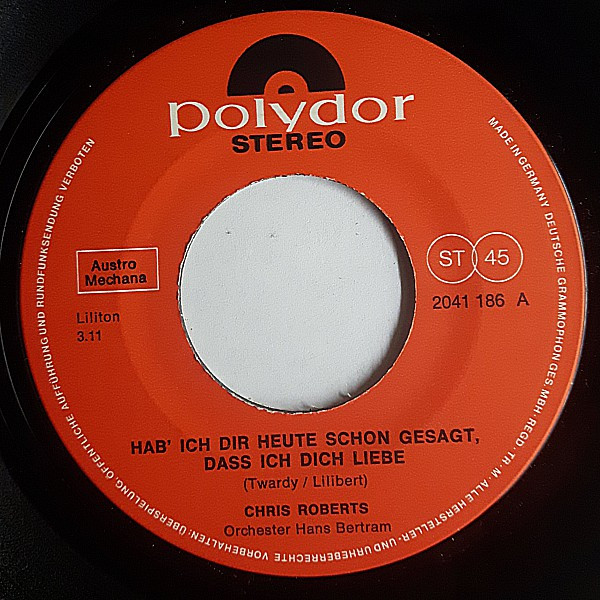 polydor
STEREO
Austro
Mechana
Liliton
3.11
ST 45
2041 186 A
HAB' ICH DIR HEUTE SCHON GESAGT,
DASS ICH DICH LIEBE
(Twardy / Lilibert)
CHRIS ROBERTS
Orchester Hans Bertram
MADE IN GERMANY DEUTSCHE GRAMMOPHON GES. MBH · REGD · TR · M · ALLE HERSTELLER- UND URHEBERRECHTE VORBEHALTEN · ÜBERSPIELUNG ÖFFENTLICHE AUFFÜHRUNG UND RUNDFUNKSENDUNG VERBOTEN